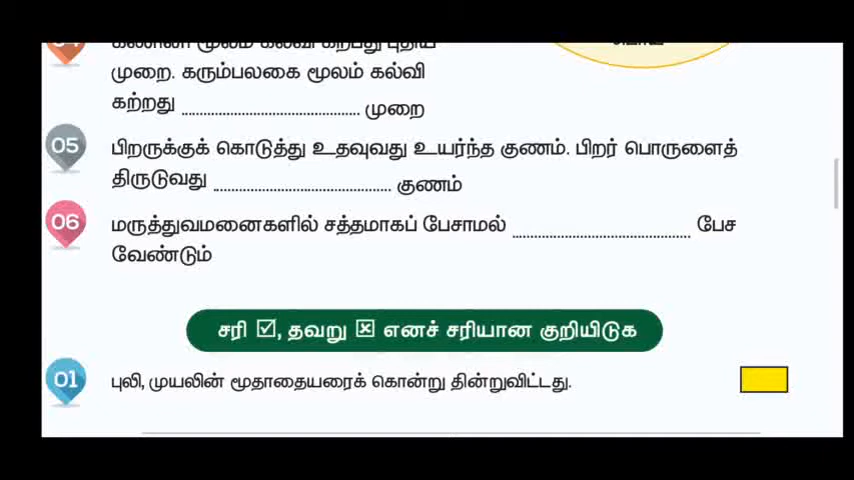 முறை. கரும்பலகை மூலம் கல்வி
கற்றது ........................ முறை
05 பிறருக்குக் கொடுத்து உதவுவது உயர்ந்த குணம். பிறர் பொருளைத்
திருடுவது ........................ குணம்
06 மருத்துவமனைகளில் சத்தமாகப் பேசாமல் ........................ பேச
வேண்டும்
சரி ☑, தவறு ☒ எனச் சரியான குறியிடுக
01 புலி, முயலின் மூதாதையரைக் கொன்று தின்றுவிட்டது.